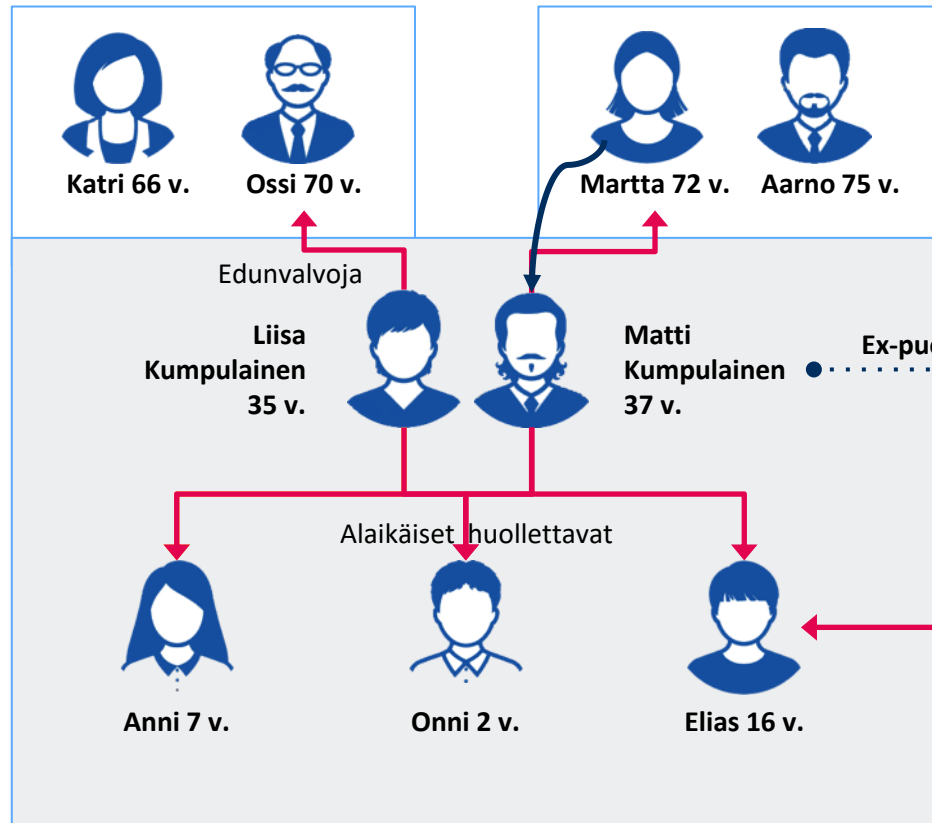 Katri 66 v.
Ossi 70 v.
Martta 72 v.
Aarno 75 v.
Edunvalvoja
Liisa
Kumpulainen
35 v.
Matti
Kumpulainen
37 v.
Alaikäiset huollettavat
Anni 7 v.
Onni 2 v.
Elias 16 v.